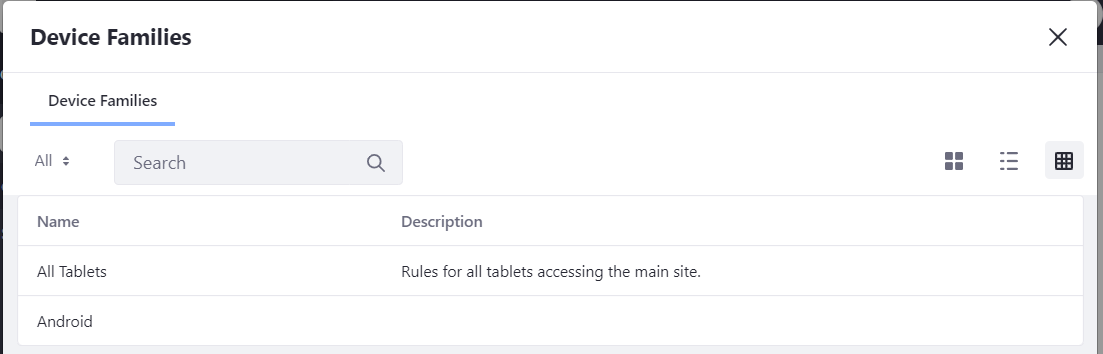 Device Families
Device Families
All
Search
Name Description
All Tablets Rules for all tablets accessing the main site.
Android